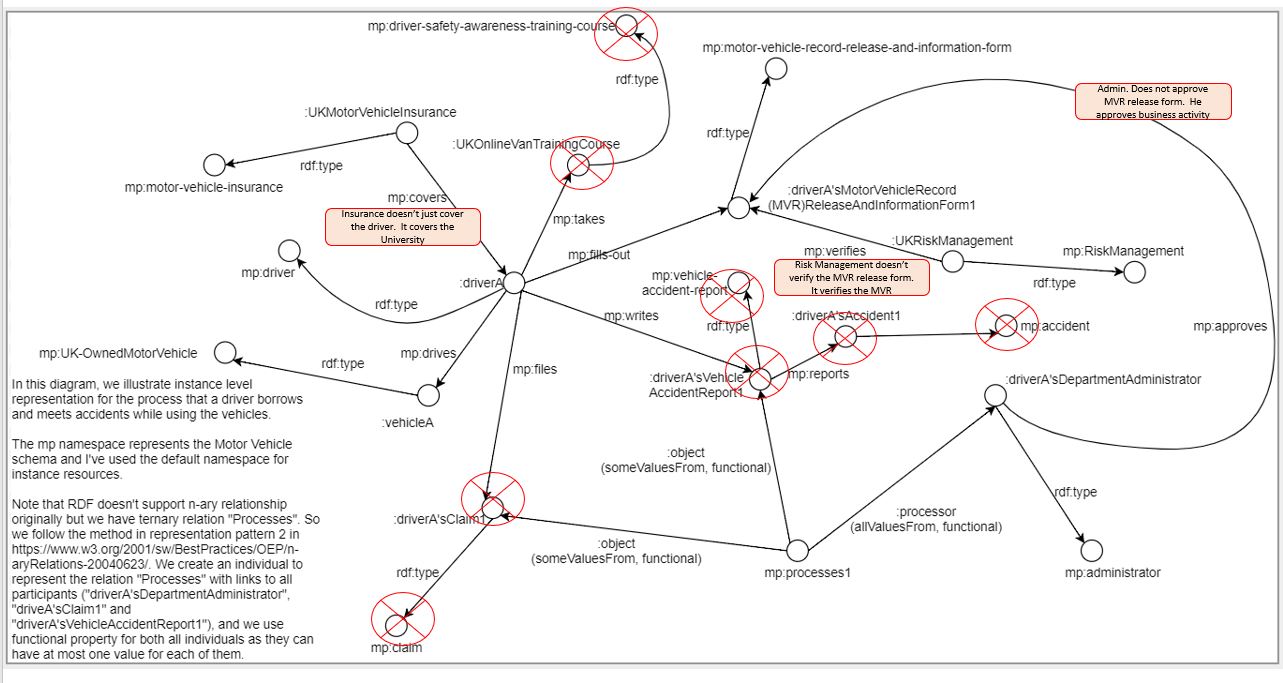 mp:driver-safety-awareness-training-course
mp:motor-vehicle-record-release-and-information-form
rdf:type
Admin. Does not approve
MVR release form.  He
approves business activity
:UKMotorVehicleInsurance
:UKOnlineVanTrainingCourse
rdf:type
rdf:type
mp:motor-vehicle-insurance
mp:covers
:driverA'sMotorVehicleRecord
(MVR)ReleaseAndInformationForm1
Insurance doesn't just cover
the driver.  It covers the
University
mp:takes
mp:fills-out
:UKRiskManagement
mp:verifies
mp:RiskManagement
mp:driver
:driverA
mp:vehicle-
accident-report
Risk Management doesn't
verify the MVR release form.
It verifies the MVR
rdf:type
rdf:type
mp:writes
rdf:type
:driverA'sAccident1
mp:accident
mp:approves
mp:UK-OwnedMotorVehicle
rdf:type
mp:drives
mp:files
:driverA'sVehicle
AccidentReport1
mp:reports
:driverA'sDepartmentAdministrator
:vehicleA
In this diagram, we illustrate instance level
representation for the process that a driver borrows
and meets accidents while using the vehicles.
The mp namespace represents the Motor Vehicle
schema and I've used the default namespace for
instance resources.
Note that RDF doesn't support n-ary relationship
originally but we have ternary relation "Processes". So
we follow the method in representation pattern 2 in
https://www.w3.org/2001/sw/BestPractices/OEP/n-
aryRelations-20040623/. We create an individual to
represent the relation "Processes" with links to all
participants ("driverA'sDepartmentAdministrator",
"driveA'sClaim1" and
"driverA'sVehicleAccidentReport1"), and we use
functional property for both all individuals as they can
have at most one value for each of them.
:object
(someValuesFrom, functional)
rdf:type
:driverA'sClaim1
:processor
(allValuesFrom, functional)
:object
(someValuesFrom, functional)
rdf:type
mp:processes1
mp:administrator
mp:claim